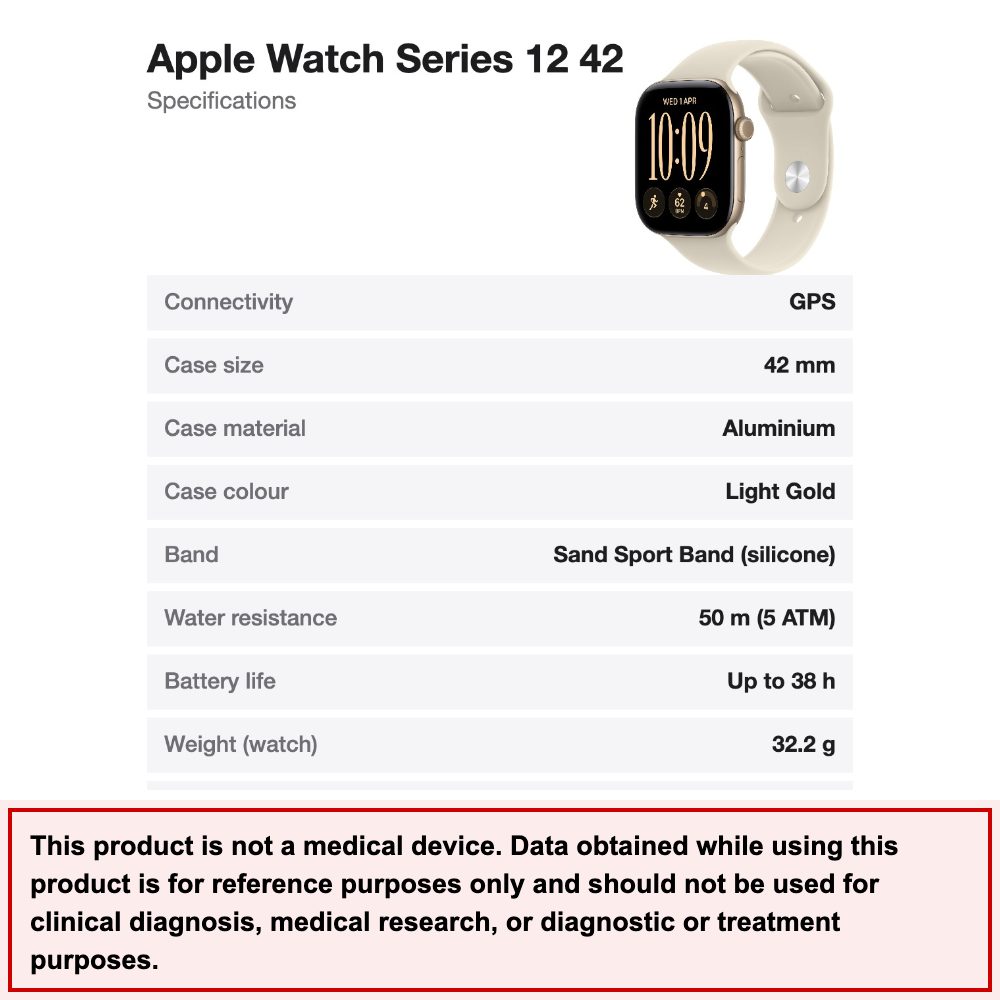 Apple Watch Series 12 42
Specifications
WED 1 APR
10:09
62
BPM
4
Connectivity GPS
Case size 42 mm
Case material Aluminium
Case colour Light Gold
Band Sand Sport Band (silicone)
Water resistance 50 m (5 ATM)
Battery life Up to 38 h
Weight (watch) 32.2 g
This product is not a medical device. Data obtained while using this
product is for reference purposes only and should not be used for
clinical diagnosis, medical research, or diagnostic or treatment
purposes.